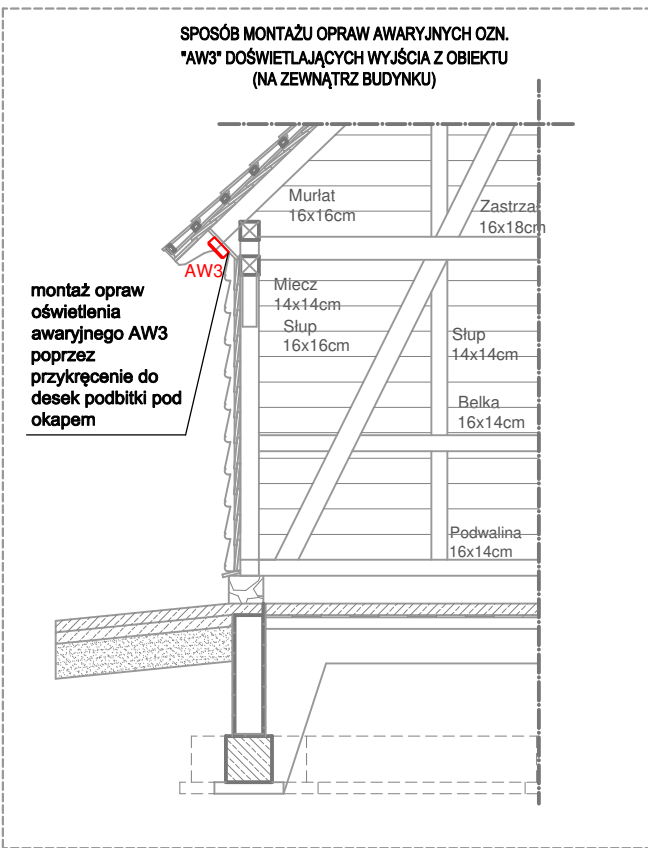 SPOSÓB MONTAŻU OPRAW AWARYJNYCH OZN.
"AW3" DOŚWIETLAJĄCYCH WYJŚCIA Z OBIEKTU
(NA ZEWNĄTRZ BUDYNKU)
Murłat
16x16cm
Zastrza
16x18cm
AW3
montaż opraw
oświetlenia
awaryjnego AW3
poprzez
przykręcenie do
desek podbitki pod
okapem
Miecz
14x14cm
Słup
16x16cm
Słup
14x14cm
Belka
16x14cm
Podwalina
16x14cm